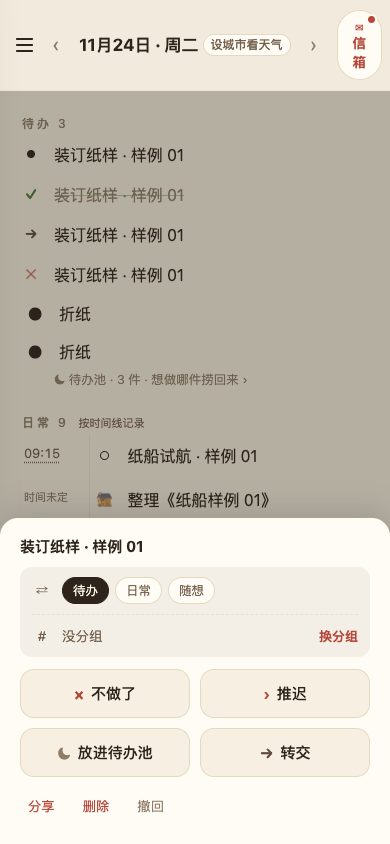 11月24日 · 周二 设城市看天气
信箱
待办 3
装订纸样 · 样例 01
装订纸样 · 样例 01
装订纸样 · 样例 01
装订纸样 · 样例 01
折纸
折纸
待办池 · 3 件 · 想做哪件捞回来 ›
日常 9 按时间线记录
09:15 纸船试航 · 样例 01
时间未定 整理《纸船样例 01》
装订纸样 · 样例 01
待办 日常 随想
# 没分组 换分组
× 不做了 › 推迟
放进待办池 → 转交
分享 删除 撤回